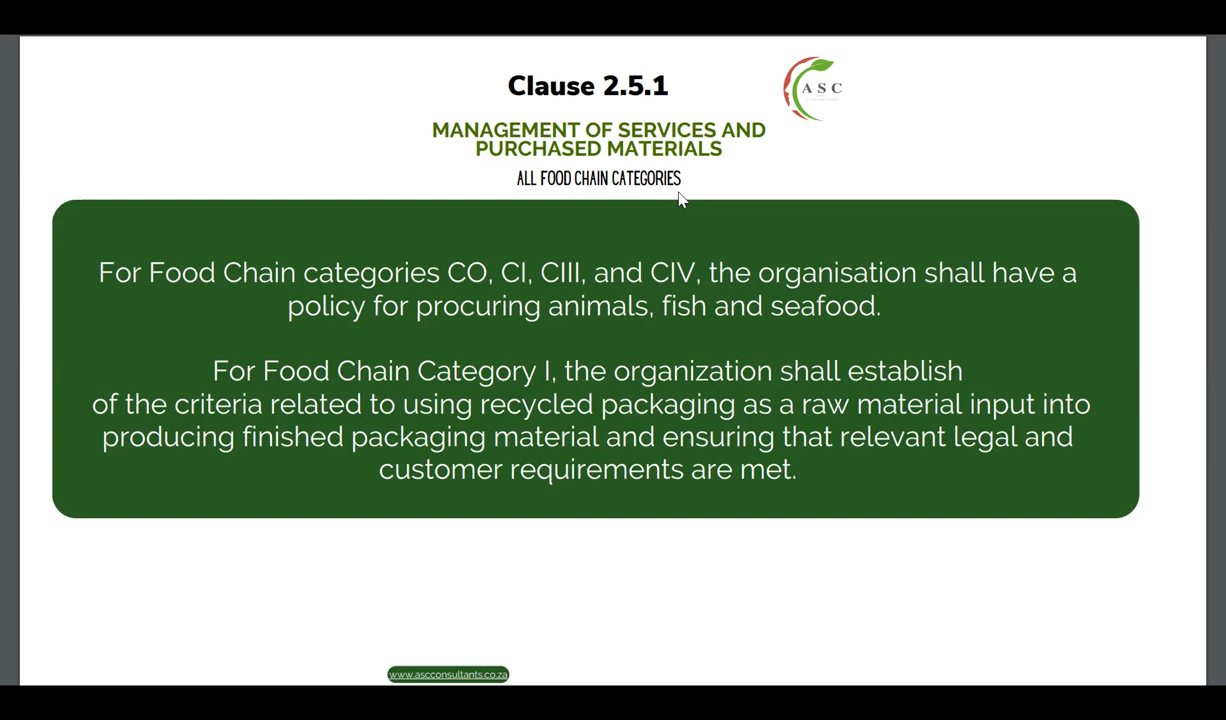 Clause 2.5.1
ASC
CONSULTANTS
MANAGEMENT OF SERVICES AND
PURCHASED MATERIALS
ALL FOOD CHAIN CATEGORIES
For Food Chain categories CO, CI, CIII, and CIV, the organisation shall have a
policy for procuring animals, fish and seafood.
For Food Chain Category I, the organization shall establish
of the criteria related to using recycled packaging as a raw material input into
producing finished packaging material and ensuring that relevant legal and
customer requirements are met.
www.ascconsultants.co.za